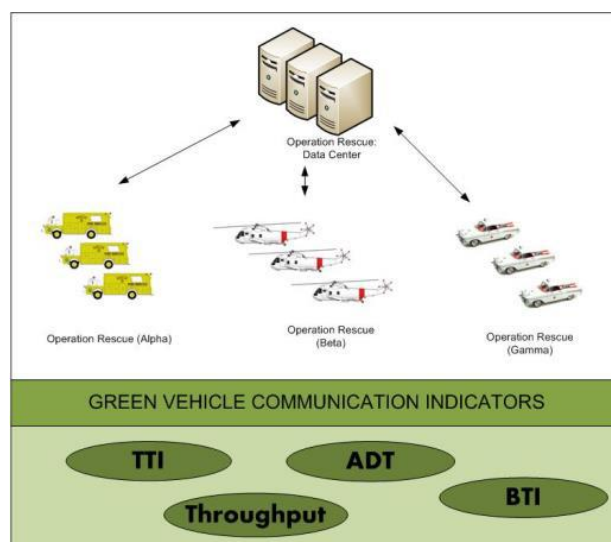 Operation Rescue:
Data Center
Operation Rescue (Alpha)
Operation Rescue
(Beta)
Operation Rescue
(Gamma)
GREEN VEHICLE COMMUNICATION INDICATORS
TTI
ADT
BTI
Throughput